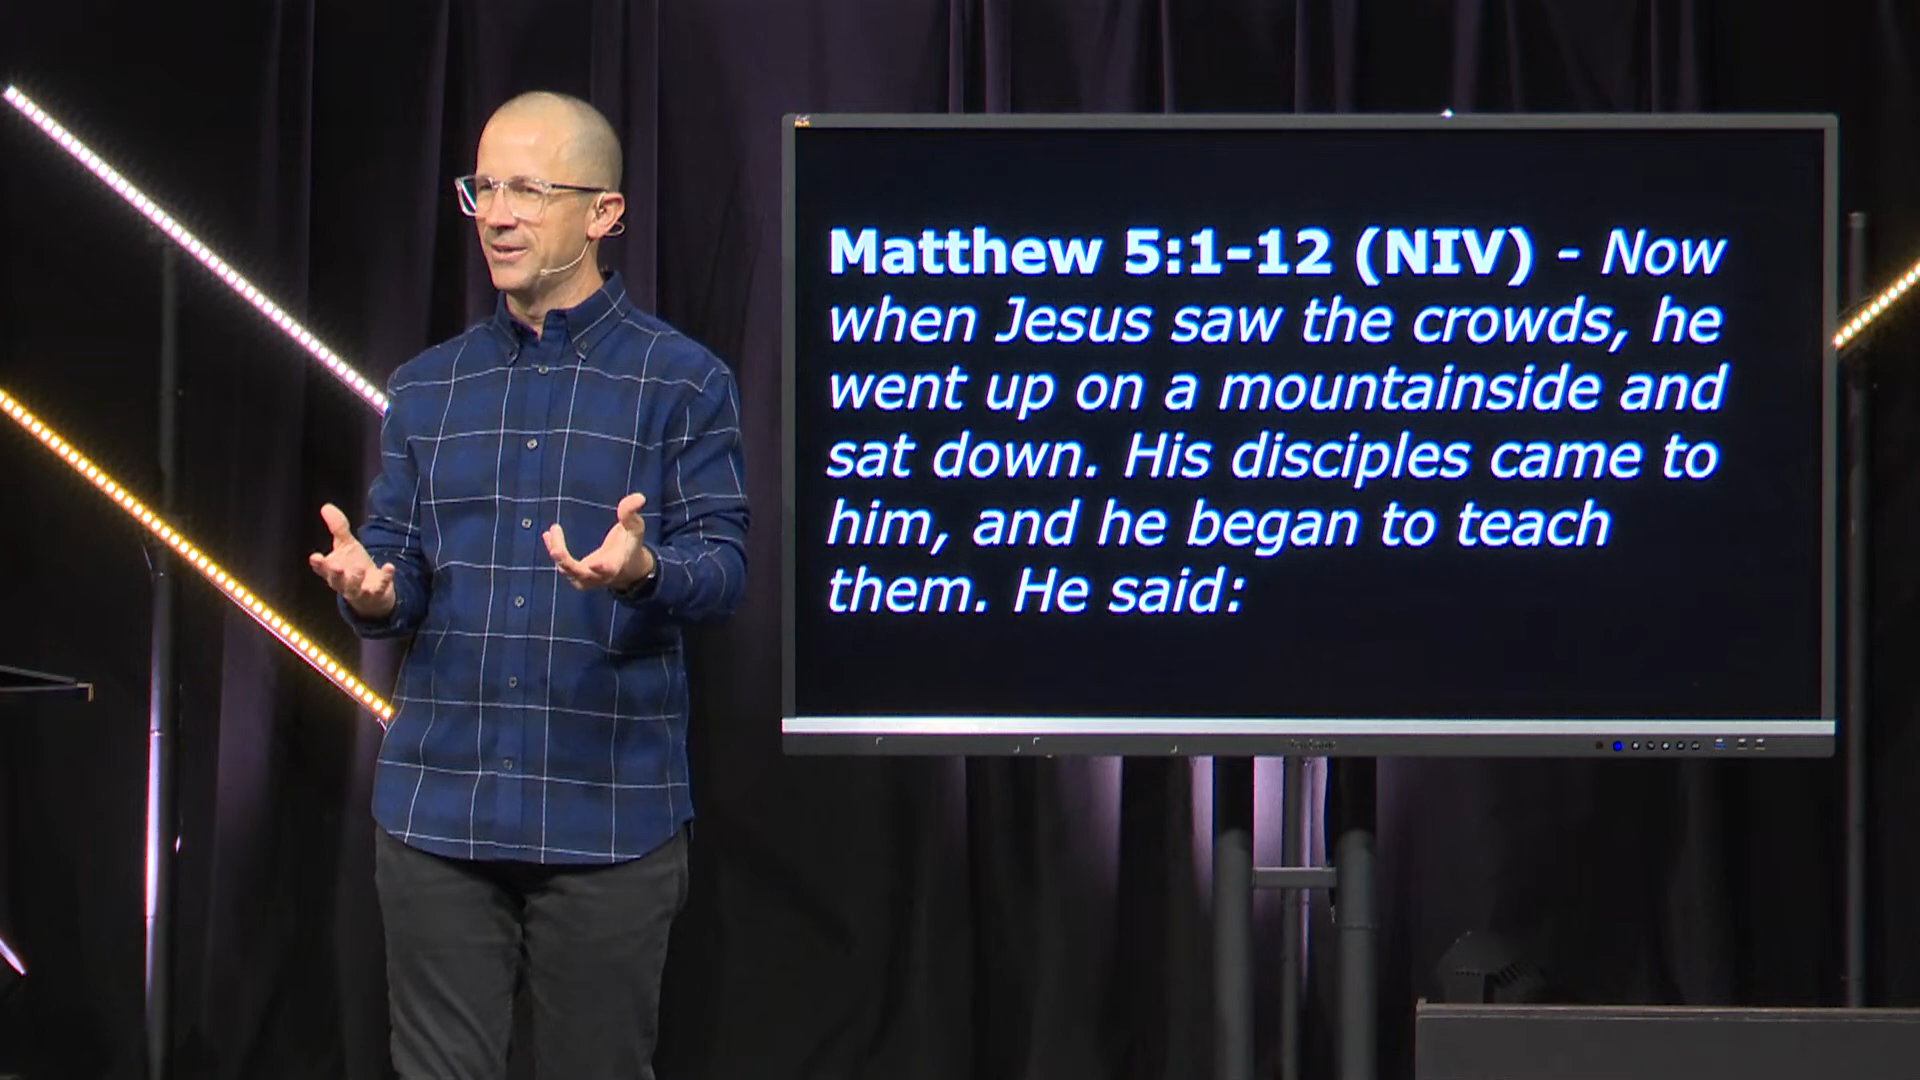 Matthew 5:1-12 (NIV) - Now
when Jesus saw the crowds, he
went up on a mountainside and
sat down. His disciples came to
him, and he began to teach
them. He said: